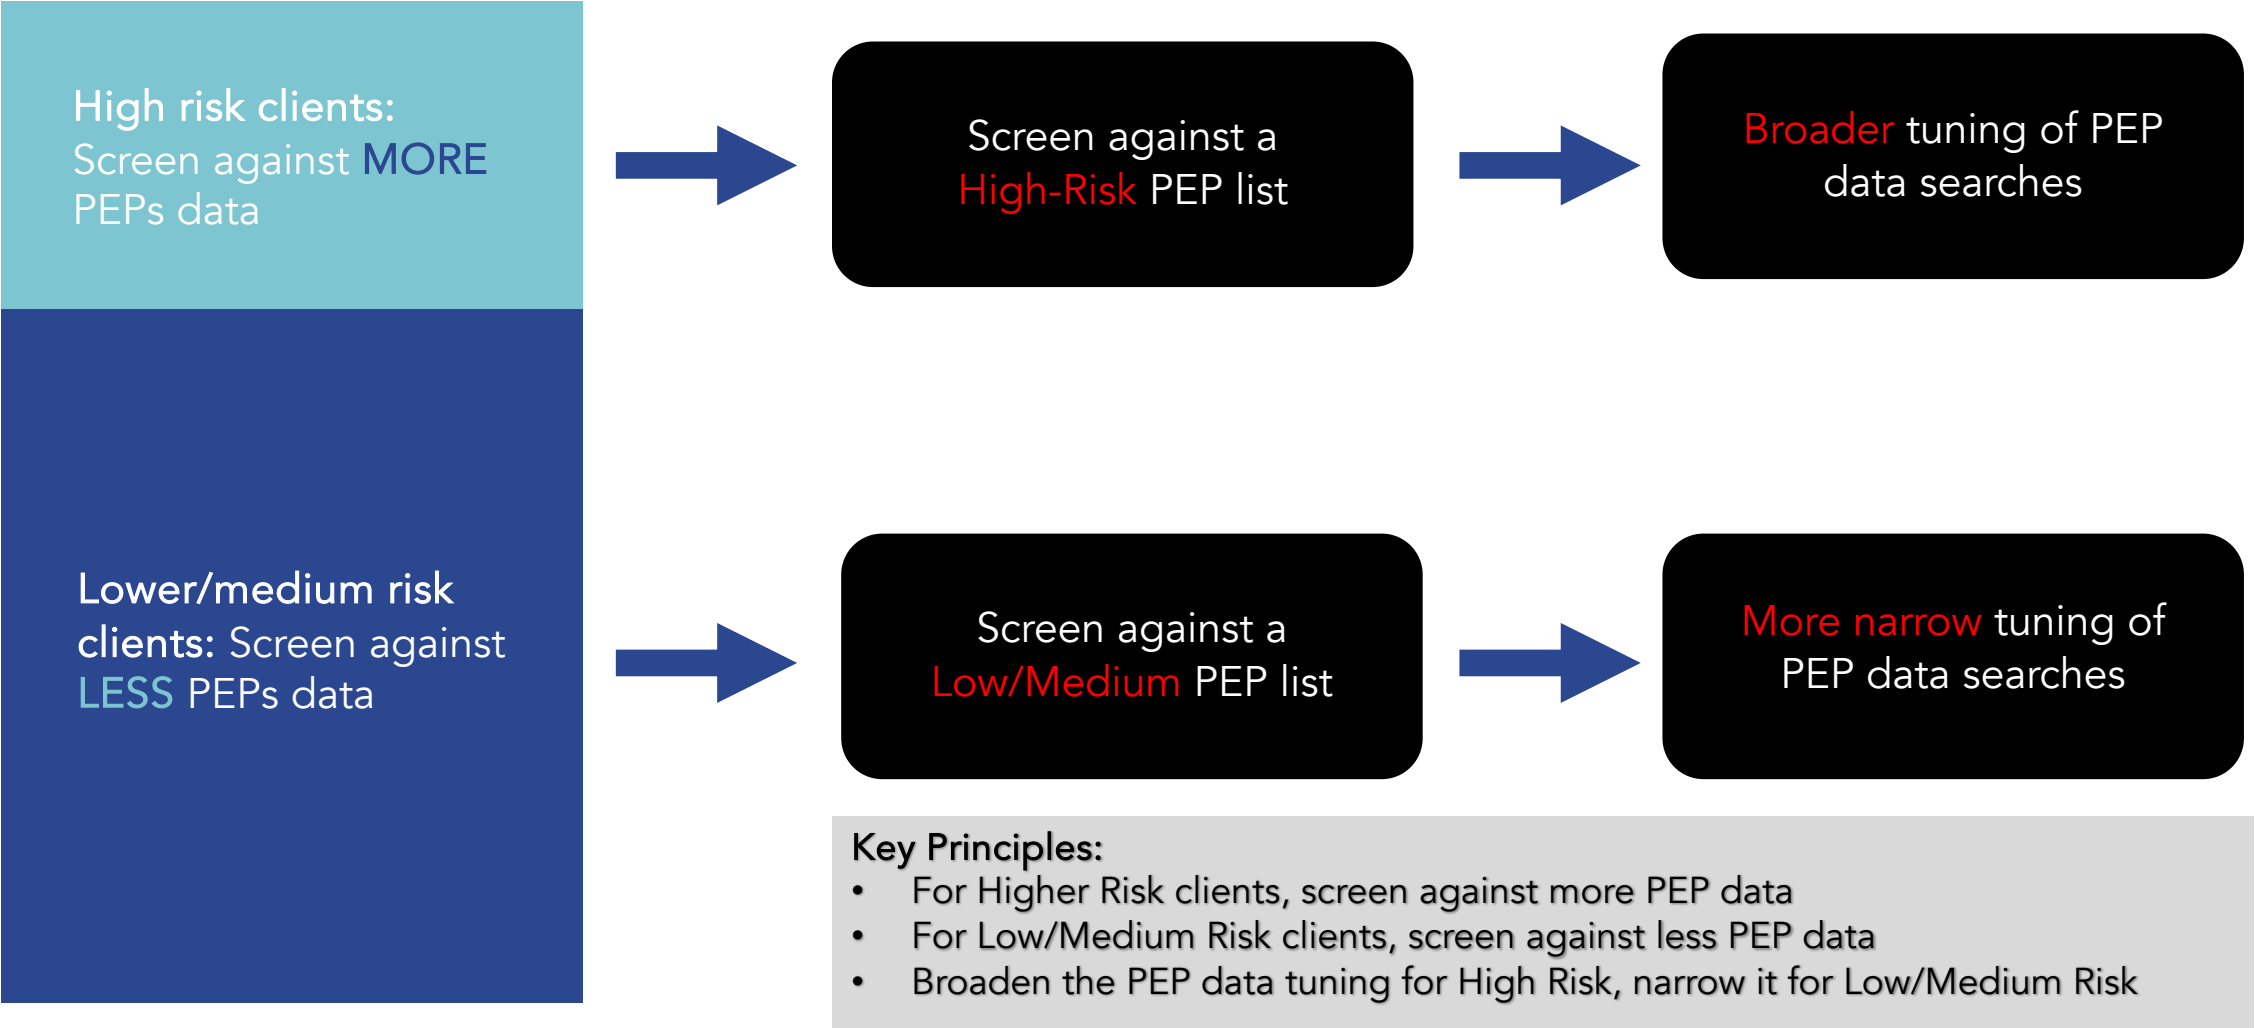 High risk clients:
Screen against MORE
PEPs data
Screen against a
High-Risk PEP list
Broader tuning of PEP
data searches
Lower/medium risk
clients: Screen against
LESS PEPs data
Screen against a
Low/Medium PEP list
More narrow tuning of
PEP data searches
Key Principles:
• For Higher Risk clients, screen against more PEP data
• For Low/Medium Risk clients, screen against less PEP data
• Broaden the PEP data tuning for High Risk, narrow it for Low/Medium Risk